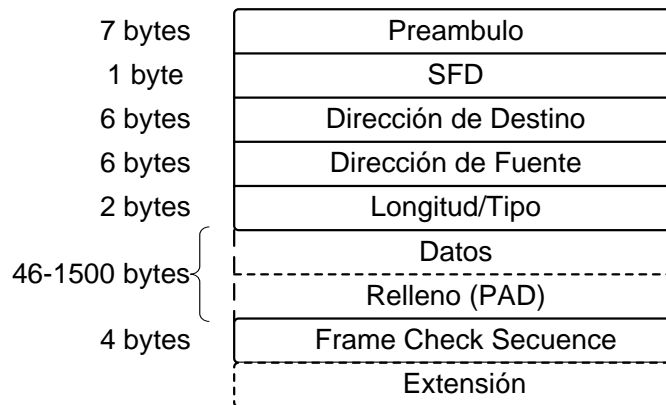 7 bytes Preambulo
1 byte SFD
6 bytes Dirección de Destino
6 bytes Dirección de Fuente
2 bytes Longitud/Tipo
46-1500 bytes Datos
Relleno (PAD)
4 bytes Frame Check Secuence
Extensión